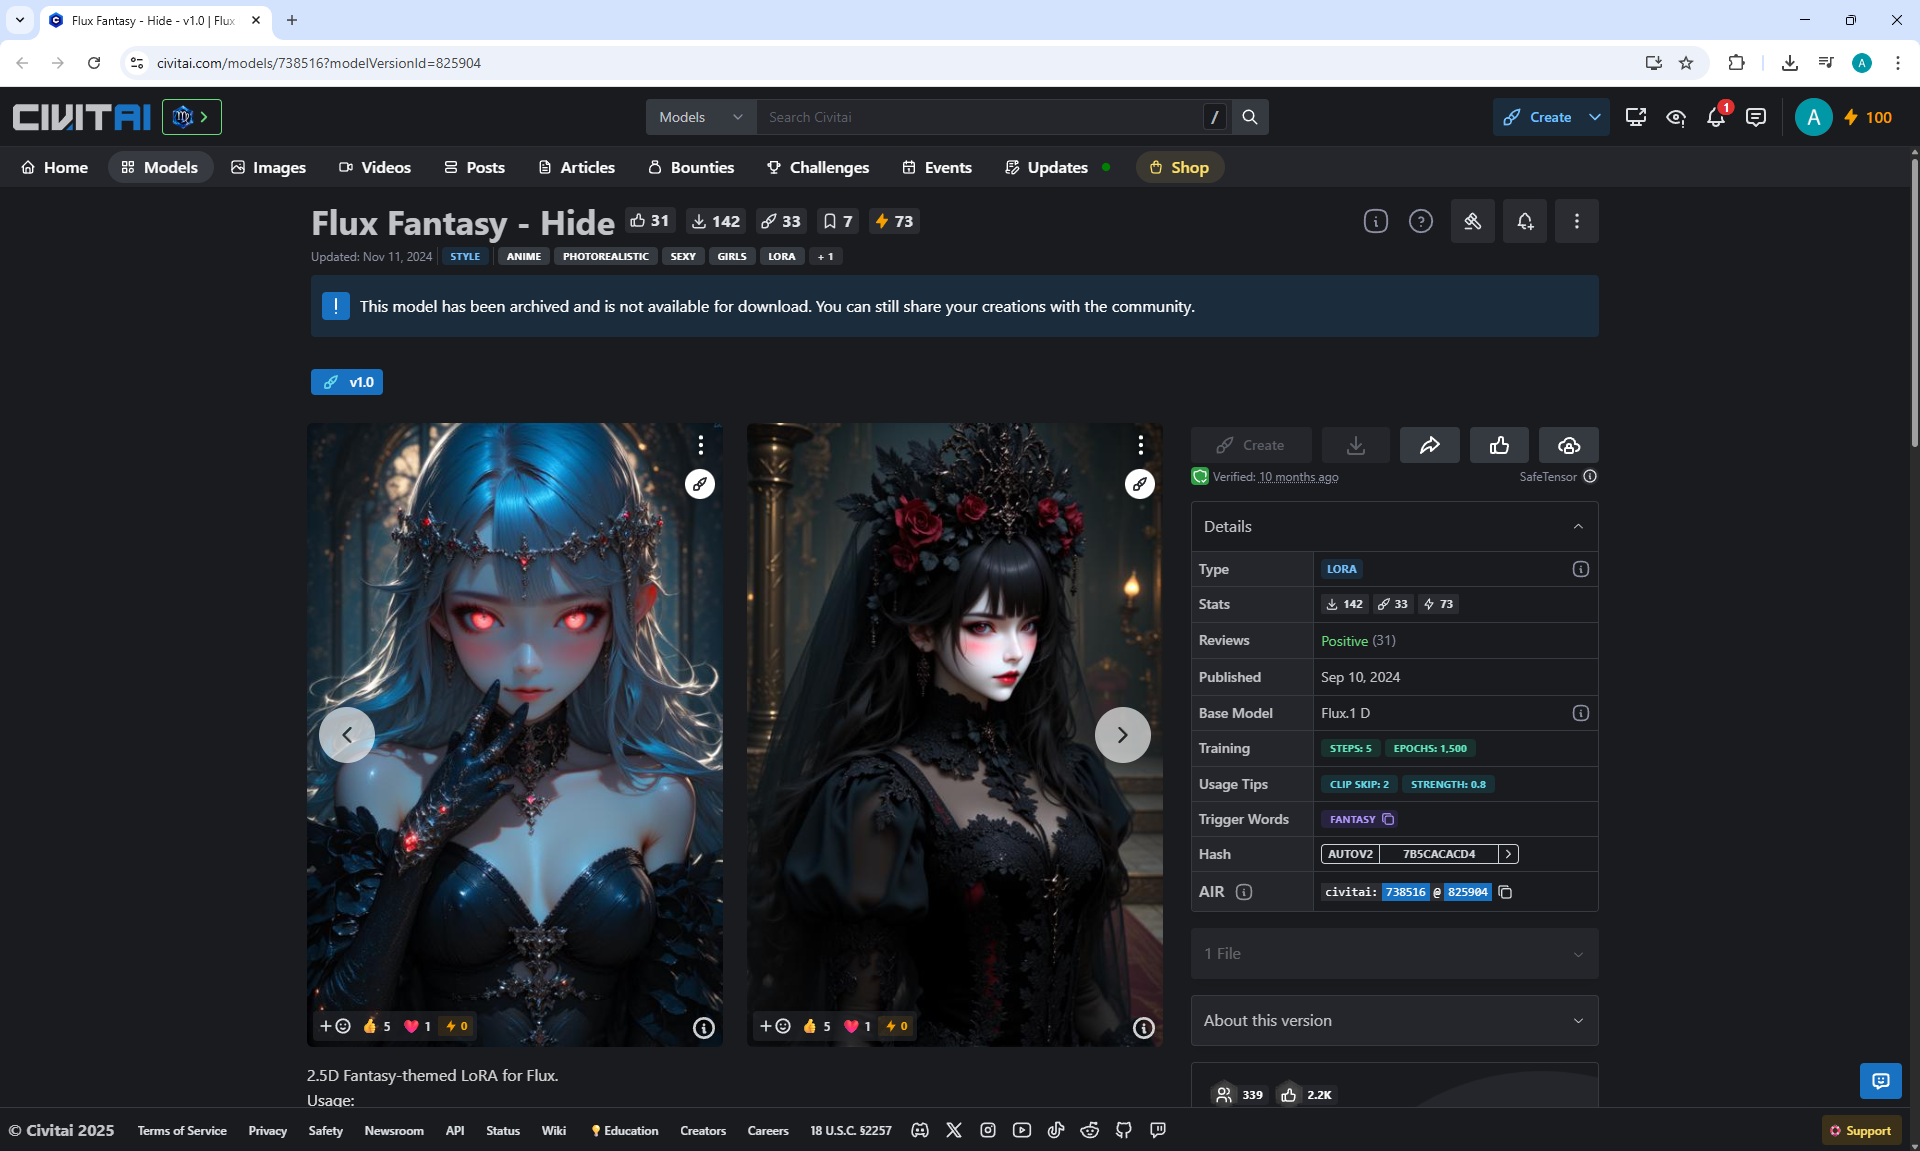 Flux Fantasy - Hide - v1.0 | Flux
civitai.com/models/738516?modelVersionId=825904
A
CIVITAI
Models
Search Civitai
/
Create
1
A
100
Home
Models
Images
Videos
Posts
Articles
Bounties
Challenges
Events
Updates
Shop
Flux Fantasy - Hide
31
142
33
7
73
Updated: Nov 11, 2024
STYLE
ANIME
PHOTOREALISTIC
SEXY
GIRLS
LORA
+ 1
This model has been archived and is not available for download. You can still share your creations with the community.
v1.0
Create
Verified: 10 months ago
SafeTensor
Details
Type
LORA
Stats
142
33
73
Reviews
Positive (31)
Published
Sep 10, 2024
Base Model
Flux.1 D
Training
STEPS: 5
EPOCHS: 1,500
Usage Tips
CLIP SKIP: 2
STRENGTH: 0.8
Trigger Words
FANTASY
Hash
AUTOV2
7B5CACACD4
AIR
civitai: 738516 @ 825904
1 File
About this version
339
2.2K
5
1
0
5
1
0
2.5D Fantasy-themed LoRA for Flux.
Usage:
© Civitai 2025
Terms of Service
Privacy
Safety
Newsroom
API
Status
Wiki
Education
Creators
Careers
18 U.S.C. §2257
Support